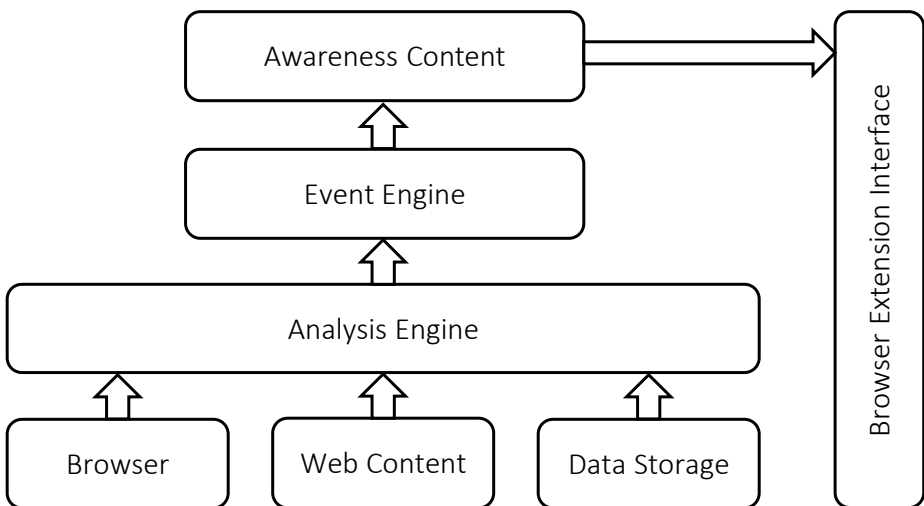 Awareness Content
Event Engine
Analysis Engine
Browser
Web Content
Data Storage
Browser Extension Interface